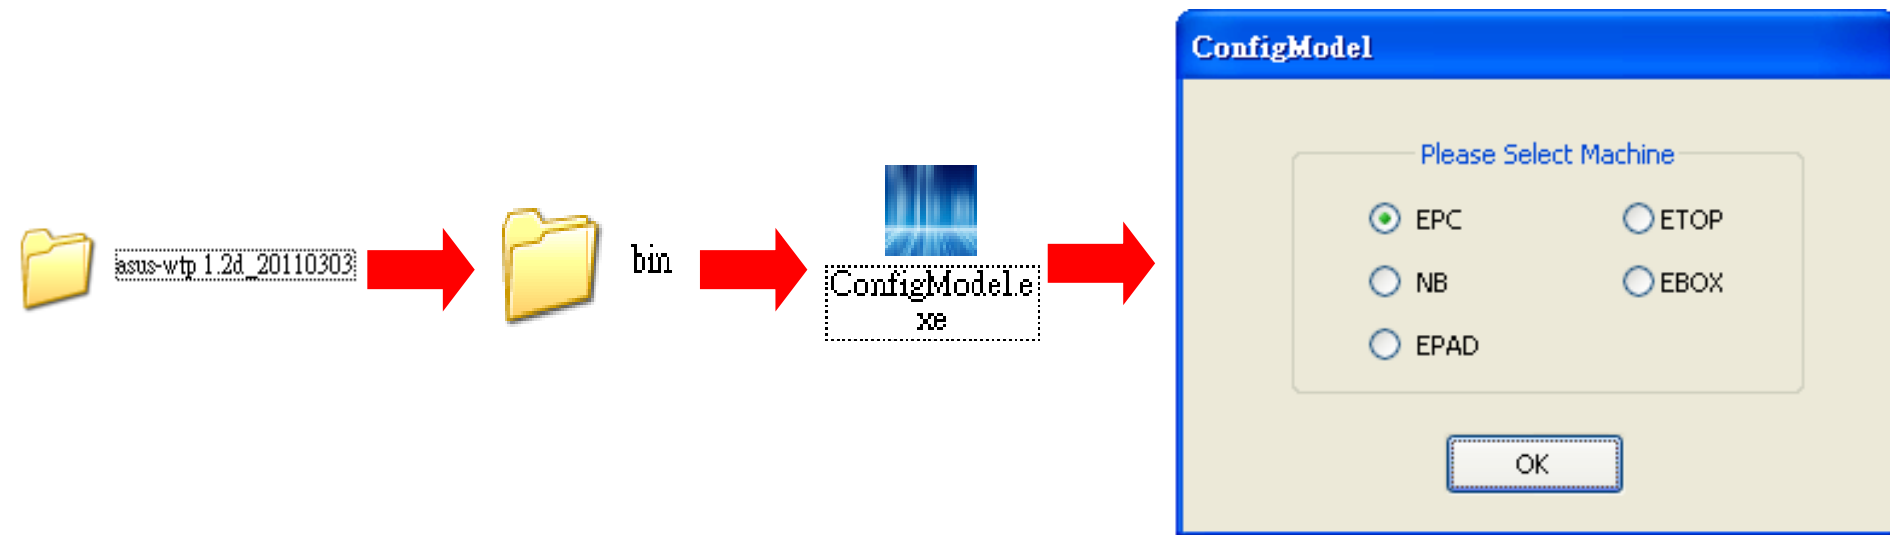 asus-wtp 1.2d_20110303
bin
ConfigModel.e
xe
ConfigModel
Please Select Machine
EPC
ETOP
NB
EBOX
EPAD
OK